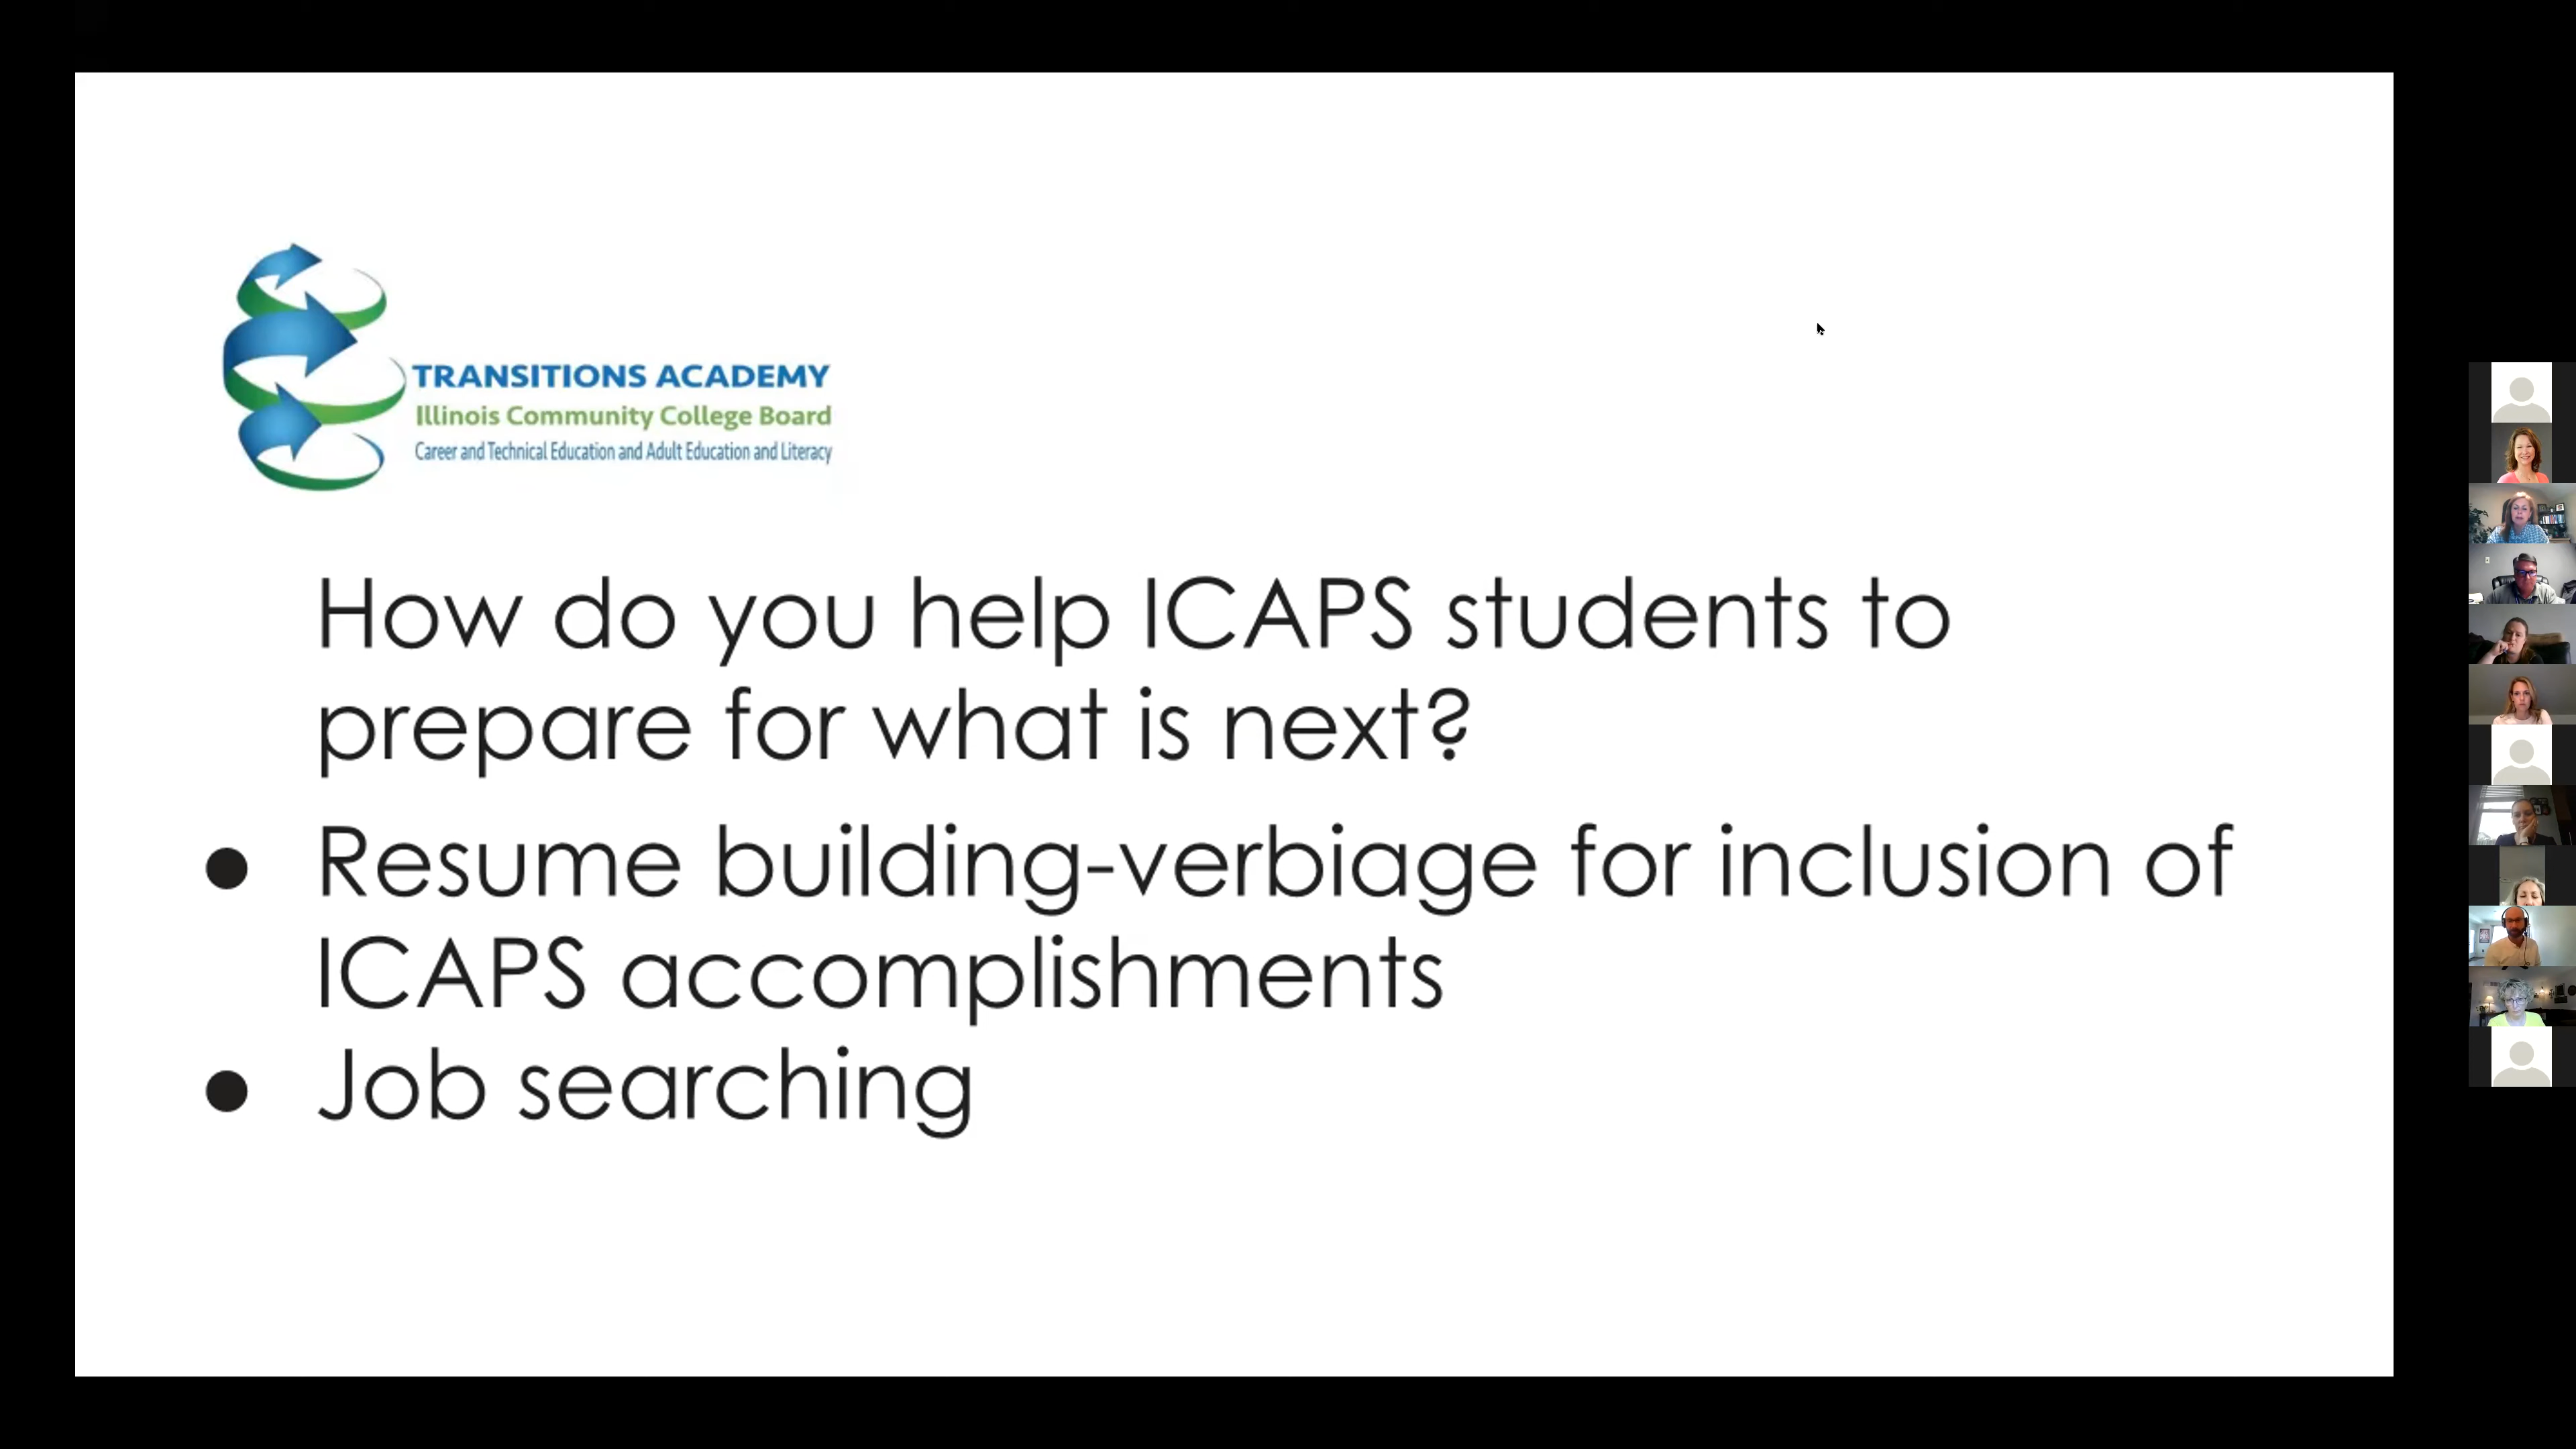 TRANSITIONS ACADEMY
Illinois Community College Board
Career and Technical Education and Adult Education and Literacy
How do you help ICAPS students to
prepare for what is next?
● Resume building-verbiage for inclusion of
ICAPS accomplishments
● Job searching